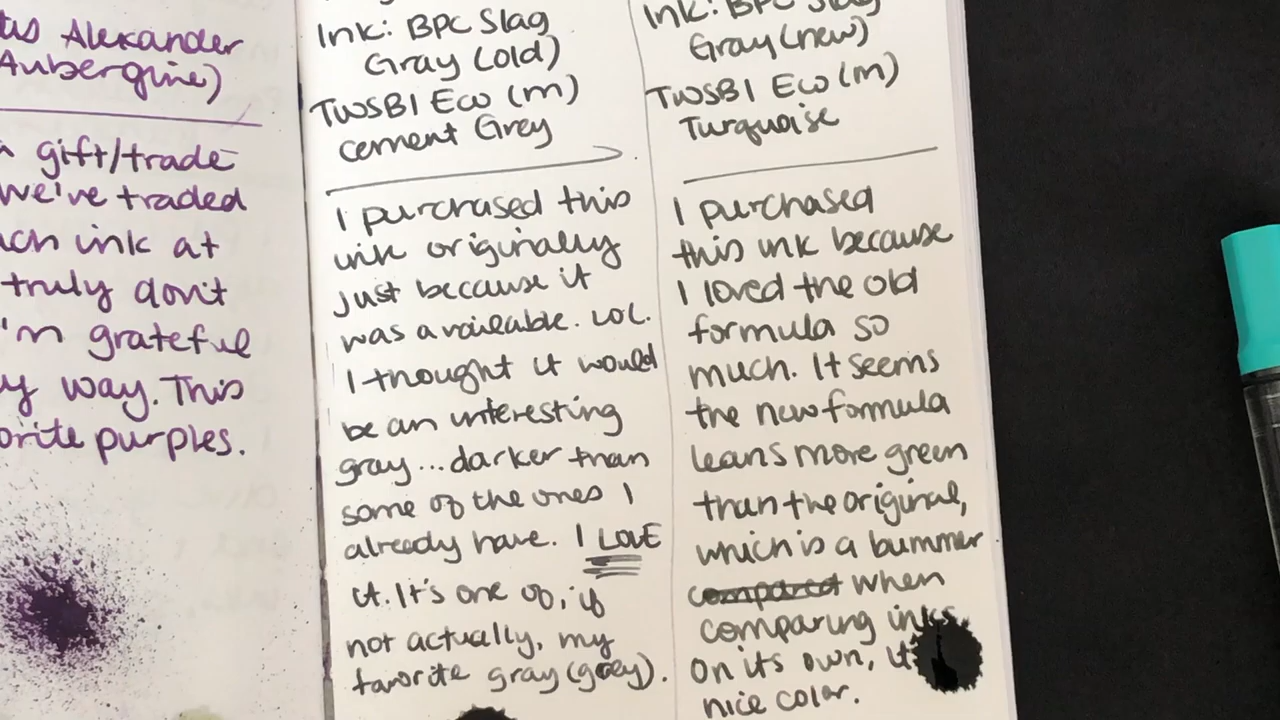 Alexander
Aubergine)
gift/trade
we've traded
ink at
truly don't
I'm grateful
way. This
purples.
Ink: BPC Slag
Gray (old)
TWSBI Eco (m)
cement Grey
I purchased this
ink originally
just because it
was avaieable. LOL.
I thought it would
be an interesting
gray...darker than
some of the ones I
already have. I LOVE
it. It's one of, if
not actually, my
favorite gray (grey).
Ink: BPC Slag
Gray (new)
TWSBI Eco (m)
Turquoise
I purchased
this ink because
I loved the old
formula so
much. It seems
the new formula
leans more green
than the original,
which is a bummer
compared when
comparing inks
on its own, it
nice color.